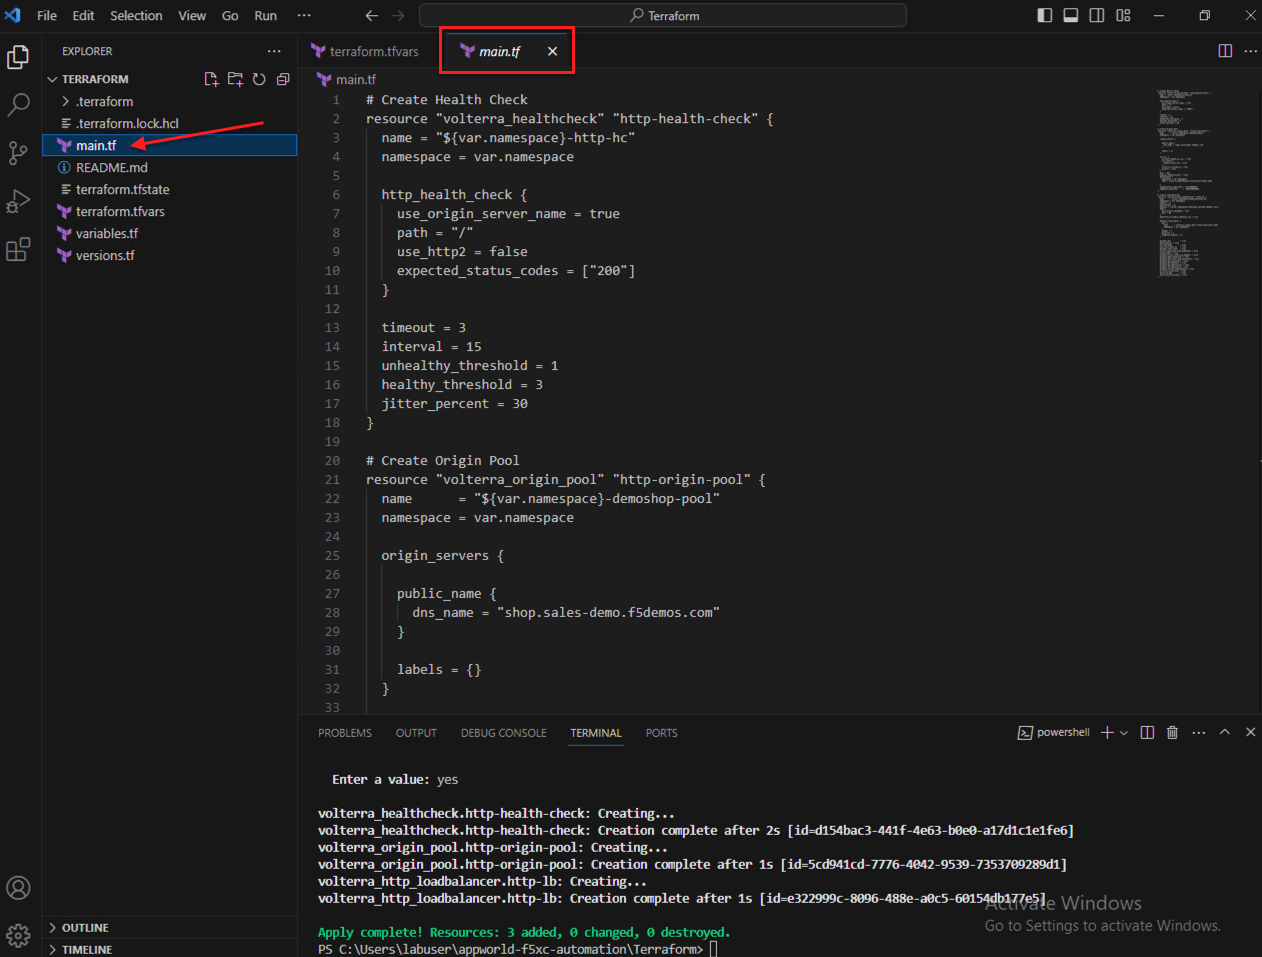 File Edit Selection View Go Run ··· Terraform
EXPLORER ···
TERRAFORM
.terraform
.terraform.lock.hcl
main.tf
README.md
terraform.tfstate
terraform.tfvars
variables.tf
versions.tf
OUTLINE
TIMELINE
terraform.tfvars main.tf
main.tf
1 # Create Health Check
2 resource "volterra_healthcheck" "http-health-check" {
3 name = "${var.namespace}-http-hc"
4 namespace = var.namespace
5
6 http_health_check {
7 use_origin_server_name = true
8 path = "/"
9 use_http2 = false
10 expected_status_codes = ["200"]
11 }
12
13 timeout = 3
14 interval = 15
15 unhealthy_threshold = 1
16 healthy_threshold = 3
17 jitter_percent = 30
18 }
19
20 # Create Origin Pool
21 resource "volterra_origin_pool" "http-origin-pool" {
22 name = "${var.namespace}-demoshop-pool"
23 namespace = var.namespace
24
25 origin_servers {
26
27 public_name {
28 dns_name = "shop.sales-demo.f5demos.com"
29 }
30
31 labels = {}
32 }
33
PROBLEMS OUTPUT DEBUG CONSOLE TERMINAL PORTS powershell
Enter a value: yes
volterra_healthcheck.http-health-check: Creating...
volterra_healthcheck.http-health-check: Creation complete after 2s [id=d154bac3-441f-4e63-b0e0-a17d1c1e1fe6]
volterra_origin_pool.http-origin-pool: Creating...
volterra_origin_pool.http-origin-pool: Creation complete after 1s [id=5cd941cd-7776-4042-9539-7353709289d1]
volterra_http_loadbalancer.http-lb: Creating...
volterra_http_loadbalancer.http-lb: Creation complete after 1s [id=e322999c-8096-488e-a0c5-60154db177e5]
Apply complete! Resources: 3 added, 0 changed, 0 destroyed.
PS C:\Users\labuser\appworld-f5xc-automation\Terraform>
Activate Windows
Go to Settings to activate Windows.